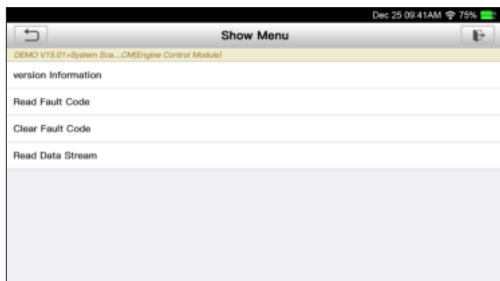 Dec 25 09:41AM 75%
Show Menu
DEMO V15.01>System Sca...CM(Engine Control Module)
version Information
Read Fault Code
Clear Fault Code
Read Data Stream